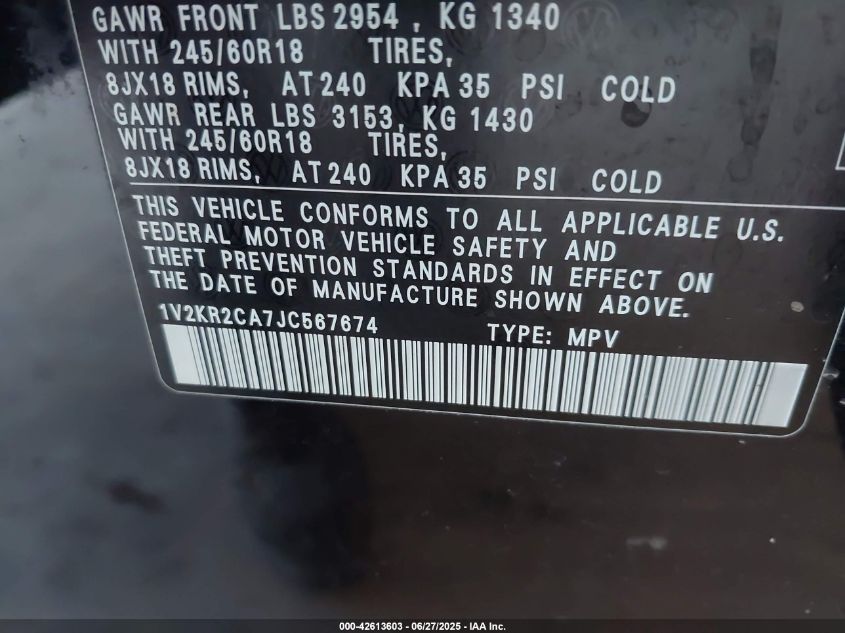 GAWR FRONT LBS 2954 , KG 1340
WITH 245/60R18 TIRES,
8JX18 RIMS, AT 240 KPA 35 PSI COLD
GAWR REAR LBS 3153, KG 1430
WITH 245/60R18 TIRES,
8JX18 RIMS, AT 240 KPA 35 PSI COLD
THIS VEHICLE CONFORMS TO ALL APPLICABLE U.S.
FEDERAL MOTOR VEHICLE SAFETY AND
THEFT PREVENTION STANDARDS IN EFFECT ON
THE DATE OF MANUFACTURE SHOWN ABOVE.
1V2KR2CA7JC567674 TYPE: MPV
000-42613603 / 06/27/2025 - IAA Inc.